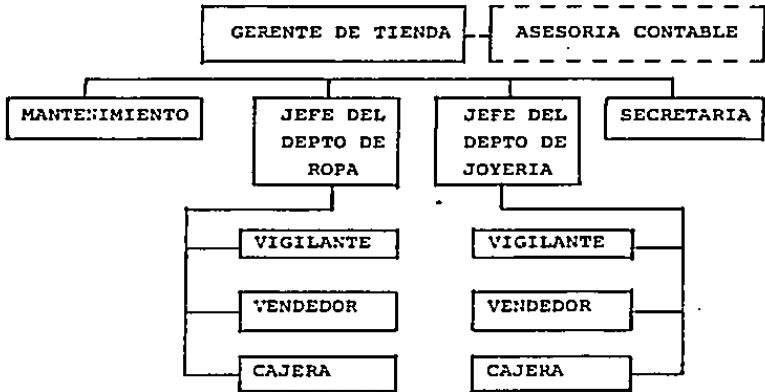 GERENTE DE TIENDA
ASESORIA CONTABLE
MANTENIMIENTO
JEFE DEL
DEPTO DE
ROPA
JEFE DEL
DEPTO DE
JOYERIA
SECRETARIA
VIGILANTE
VIGILANTE
VENDEDOR
VENDEDOR
CAJERA
CAJERA